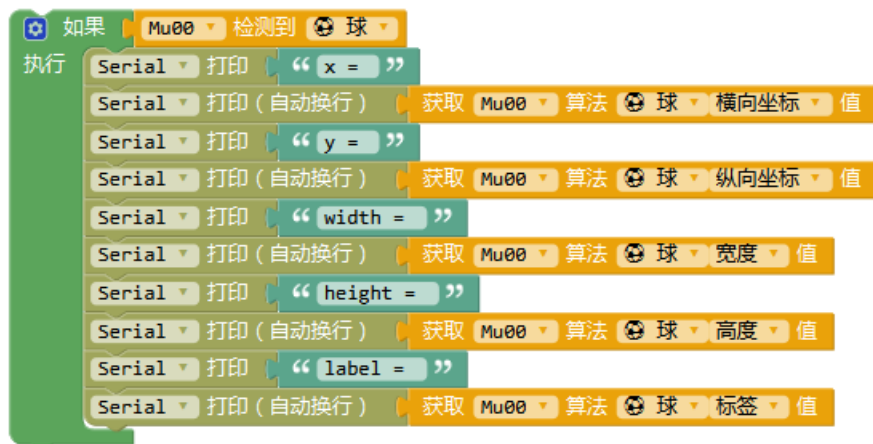 如果 Mu00 检测到 球
执行 Serial 打印 “ x = ”
Serial 打印（自动换行） 获取 Mu00 算法 球 横向坐标 值
Serial 打印 “ y = ”
Serial 打印（自动换行） 获取 Mu00 算法 球 纵向坐标 值
Serial 打印 “ width = ”
Serial 打印（自动换行） 获取 Mu00 算法 球 宽度 值
Serial 打印 “ height = ”
Serial 打印（自动换行） 获取 Mu00 算法 球 高度 值
Serial 打印 “ label = ”
Serial 打印（自动换行） 获取 Mu00 算法 球 标签 值